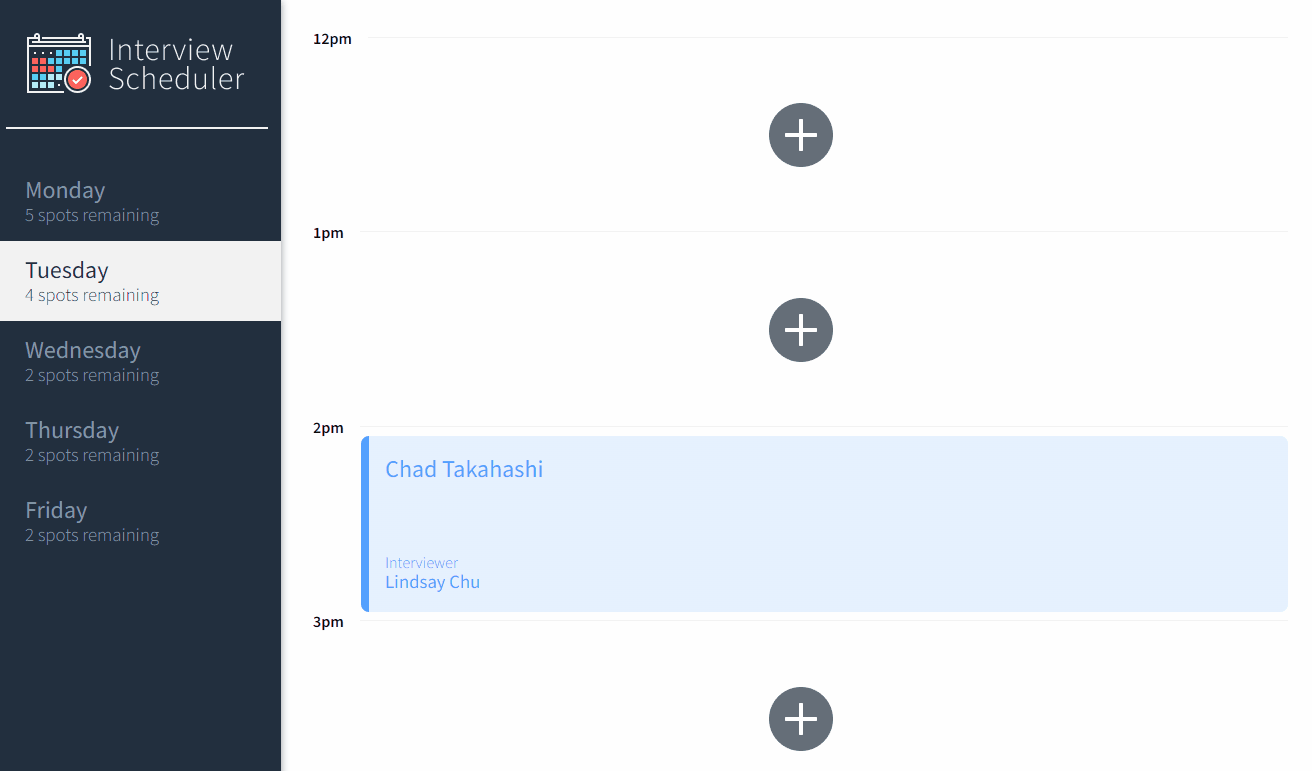 Interview
Scheduler
Monday
5 spots remaining
Tuesday
4 spots remaining
Wednesday
2 spots remaining
Thursday
2 spots remaining
Friday
2 spots remaining
12pm
1pm
2pm
Chad Takahashi
Interviewer
Lindsay Chu
3pm